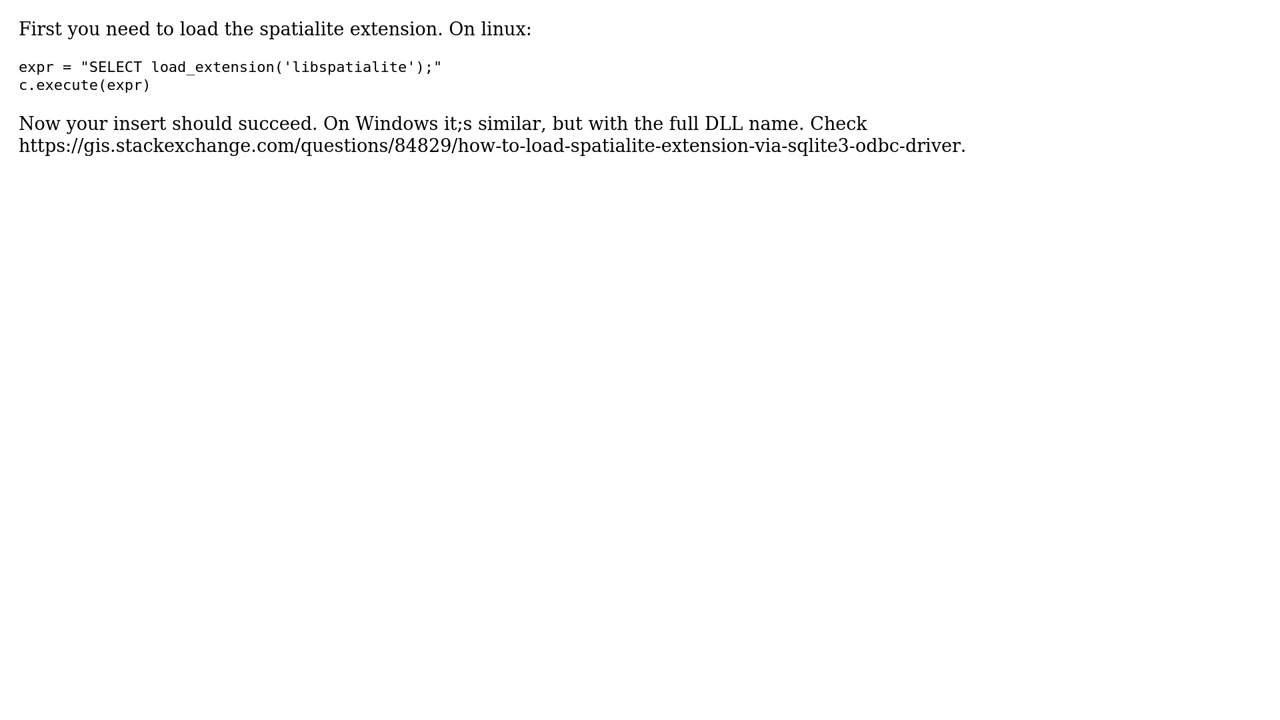 First you need to load the spatialite extension. On linux:
expr = "SELECT load_extension('libspatialite');"
c.execute(expr)
Now your insert should succeed. On Windows it;s similar, but with the full DLL name. Check
https://gis.stackexchange.com/questions/84829/how-to-load-spatialite-extension-via-sqlite3-odbc-driver.